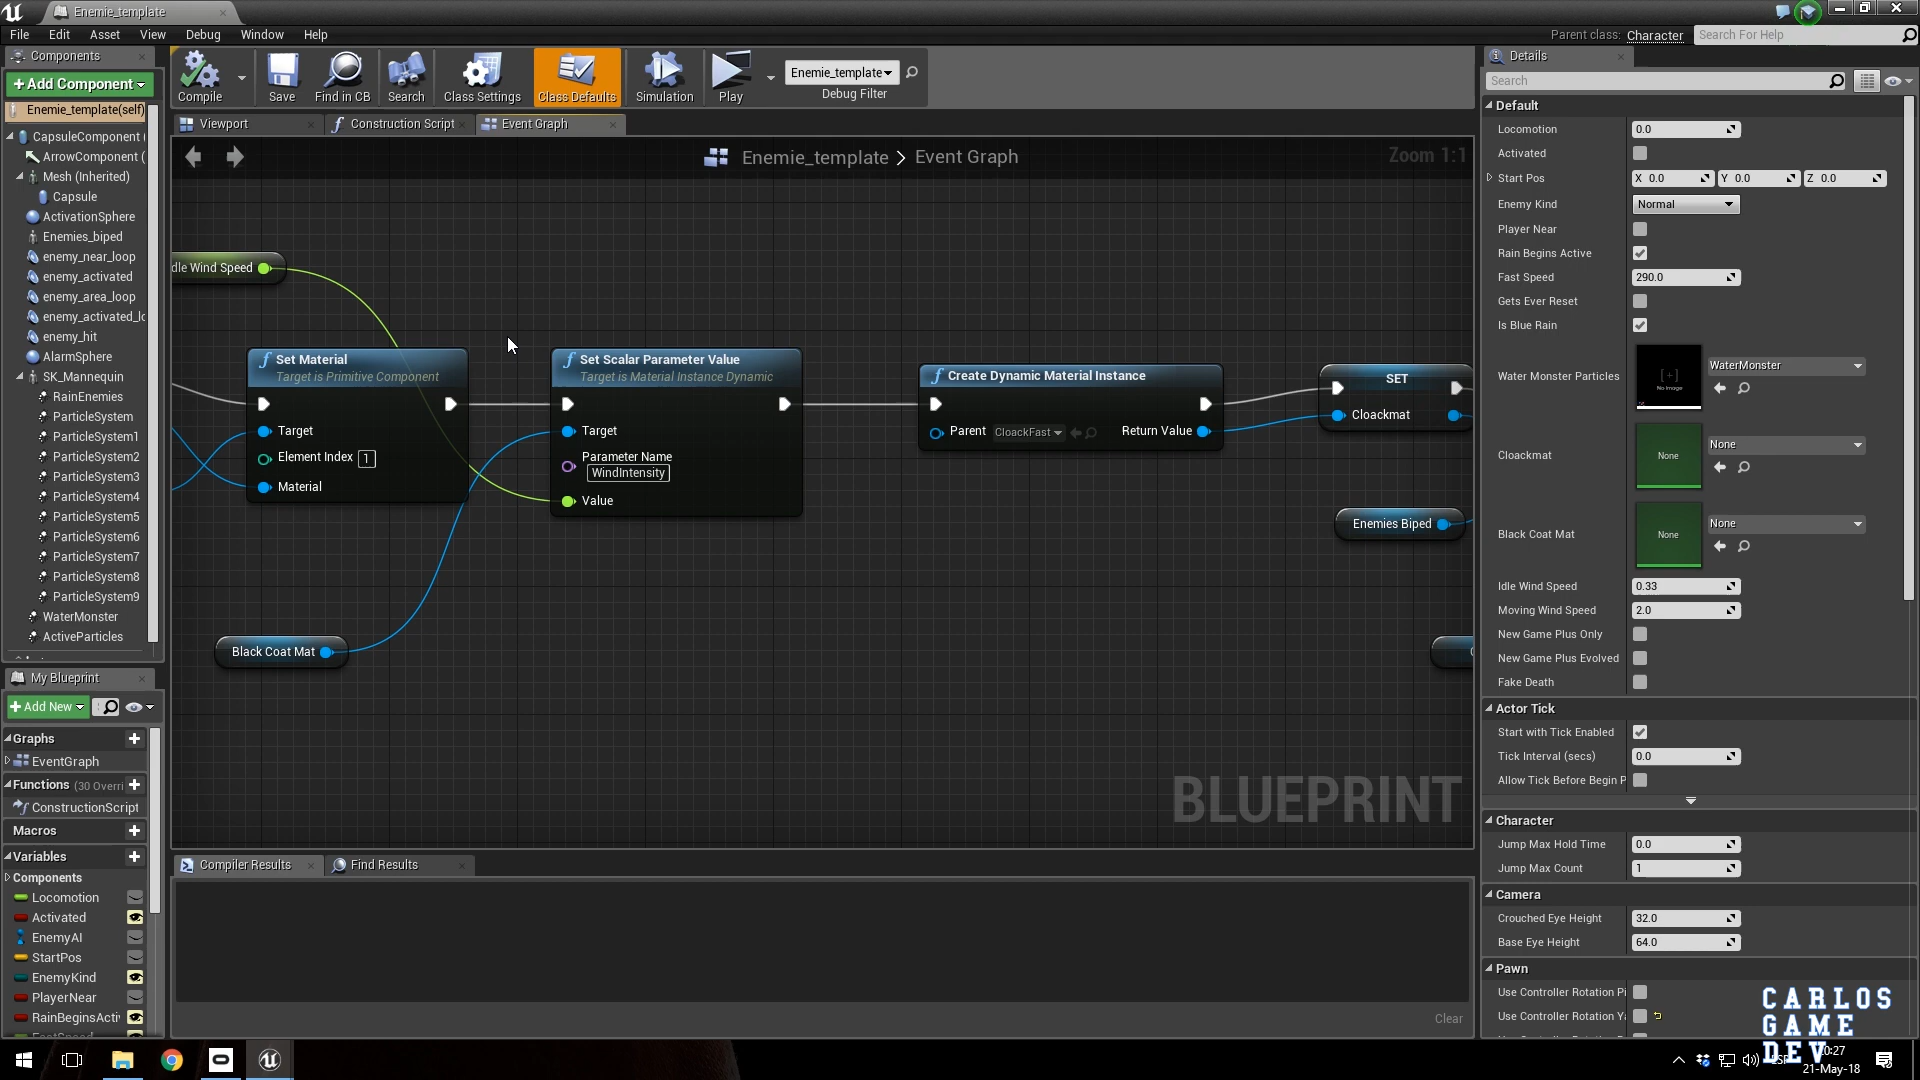 Enemie_template
File Edit Asset View Debug Window Help
Parent class: Character
Search For Help
Components
+Add Component
Enemie_template(self)
CapsuleComponent (
ArrowComponent (
Mesh (Inherited)
Capsule
ActivationSphere
Enemies_biped
enemy_near_loop
enemy_activated
enemy_area_loop
enemy_activated_lo
enemy_hit
AlarmSphere
SK_Mannequin
RainEnemies
ParticleSystem
ParticleSystem1
ParticleSystem2
ParticleSystem3
ParticleSystem4
ParticleSystem5
ParticleSystem6
ParticleSystem7
ParticleSystem8
ParticleSystem9
WaterMonster
ActiveParticles
My Blueprint
+Add New
Graphs
EventGraph
Functions (30 Overri
ConstructionScript
Macros
Variables
Components
Locomotion
Activated
EnemyAI
StartPos
EnemyKind
PlayerNear
RainBeginsActiv
Compile
Save
Find in CB
Search
Class Settings
Class Defaults
Simulation
Play
Enemie_template
Debug Filter
Viewport
Construction Script
Event Graph
Enemie_template > Event Graph
Zoom 1:1
dle Wind Speed
Set Material
Target is Primitive Component
Target
Element Index 1
Material
Set Scalar Parameter Value
Target is Material Instance Dynamic
Target
Parameter Name
WindIntensity
Value
Create Dynamic Material Instance
Parent CloackFast
Return Value
SET
Cloackmat
Enemies Biped
Black Coat Mat
BLUEPRINT
Compiler Results
Find Results
Clear
Details
Search
Default
Locomotion 0.0
Activated
Start Pos X 0.0 Y 0.0 Z 0.0
Enemy Kind Normal
Player Near
Rain Begins Active
Fast Speed 290.0
Gets Ever Reset
Is Blue Rain
Water Monster Particles WaterMonster
Cloackmat None None
Black Coat Mat None None
Idle Wind Speed 0.33
Moving Wind Speed 2.0
New Game Plus Only
New Game Plus Evolved
Fake Death
Actor Tick
Start with Tick Enabled
Tick Interval (secs) 0.0
Allow Tick Before Begin P
Character
Jump Max Hold Time 0.0
Jump Max Count 1
Camera
Crouched Eye Height 32.0
Base Eye Height 64.0
Pawn
Use Controller Rotation Pi
Use Controller Rotation Ya
CARLOS
GAME
DEV
21-May-18